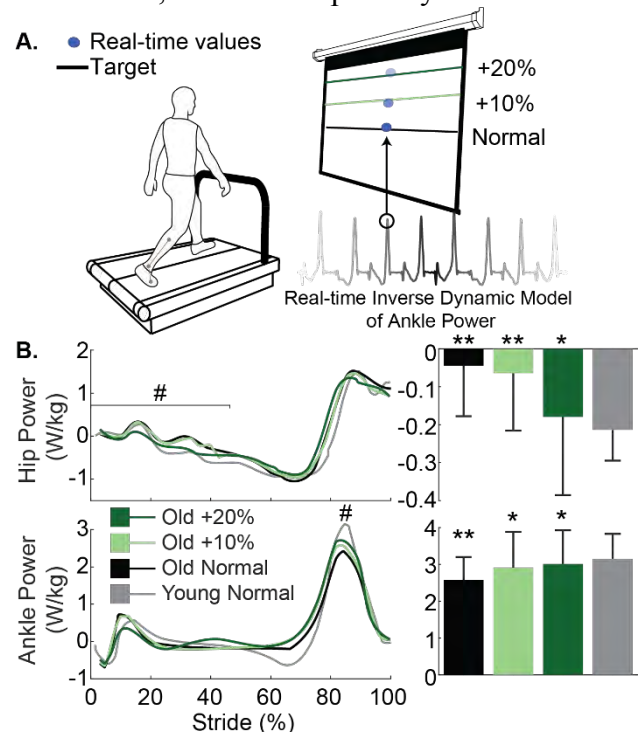 A.
Real-time values
Target
+20%
+10%
Normal
Real-time Inverse Dynamic Model
of Ankle Power
B.
2
1
0
-1
Hip Power
(W/kg)
#
** ** *
0
-0.1
-0.2
-0.3
-0.4
3
2
1
0
-1
Ankle Power
(W/kg)
Old +20%
Old +10%
Old Normal
Young Normal
#
** * *
4
3
2
1
0
0 20 40 60 80 100
Stride (%)